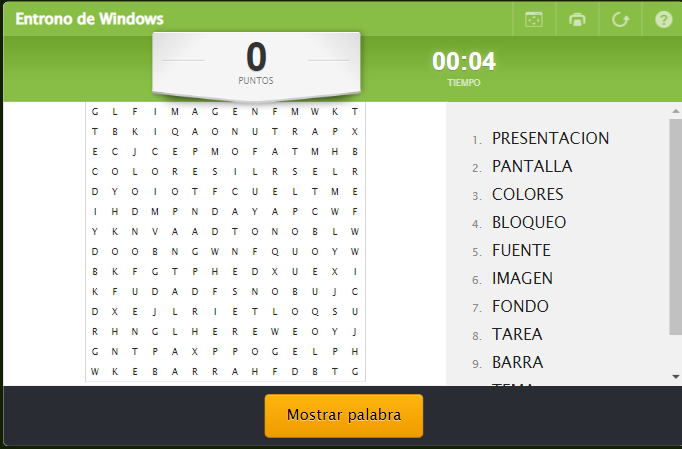 Entrono de Windows
0
PUNTOS
00:04
TIEMPO
G L F I M A G E N F M W K T
T B K I Q A O N U T R A P X
E C J C E P M O F A T M H B
C O L O R E S I L R S E L R
D Y O I O T F C U E L T M E
I H D M P N D A Y A P C W F
Y K N V A A D T O N O B L W
D O O B N G W N F Q U O Y W
B K F G T P H E D X U E X I
K F U D A D F S N O B U J C
D X E J L R I E T L O Q S U
R H N G L H E R E W E O Y J
G N T P A X P P O G E L P H
W K E B A R R A H F D B T G
1. PRESENTACION
2. PANTALLA
3. COLORES
4. BLOQUEO
5. FUENTE
6. IMAGEN
7. FONDO
8. TAREA
9. BARRA
Mostrar palabra